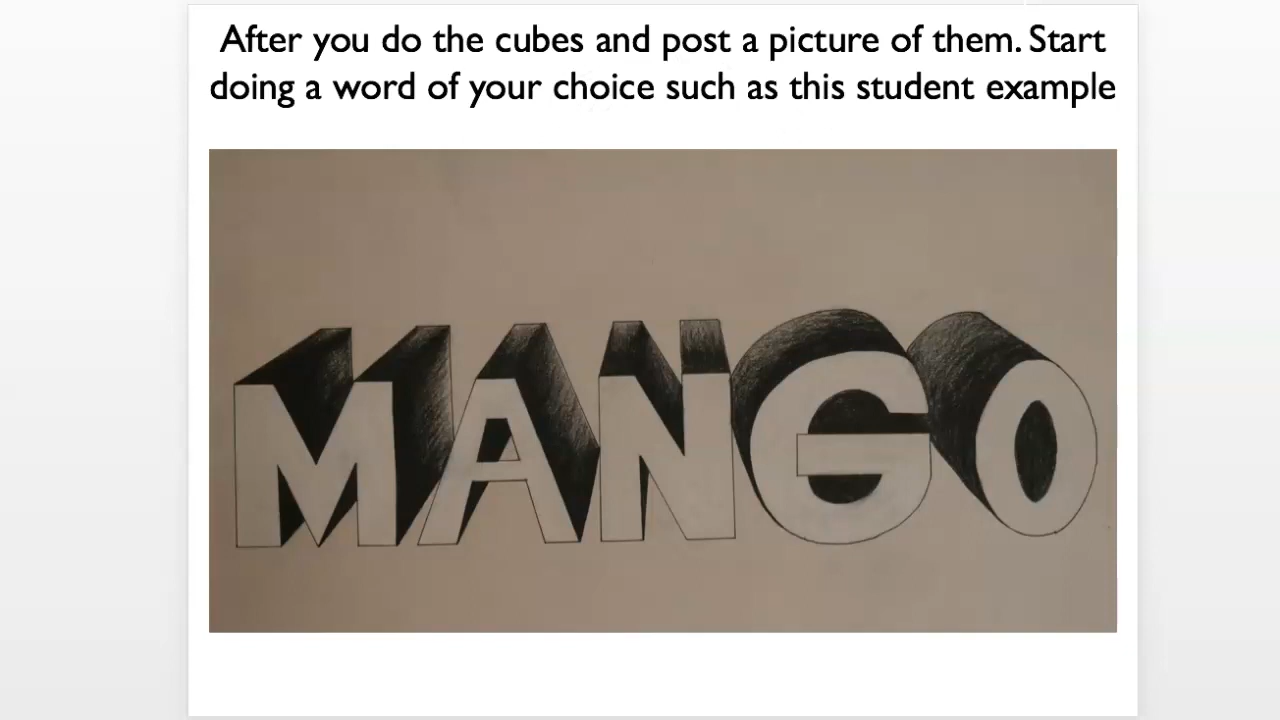 After you do the cubes and post a picture of them. Start
doing a word of your choice such as this student example
MANGO